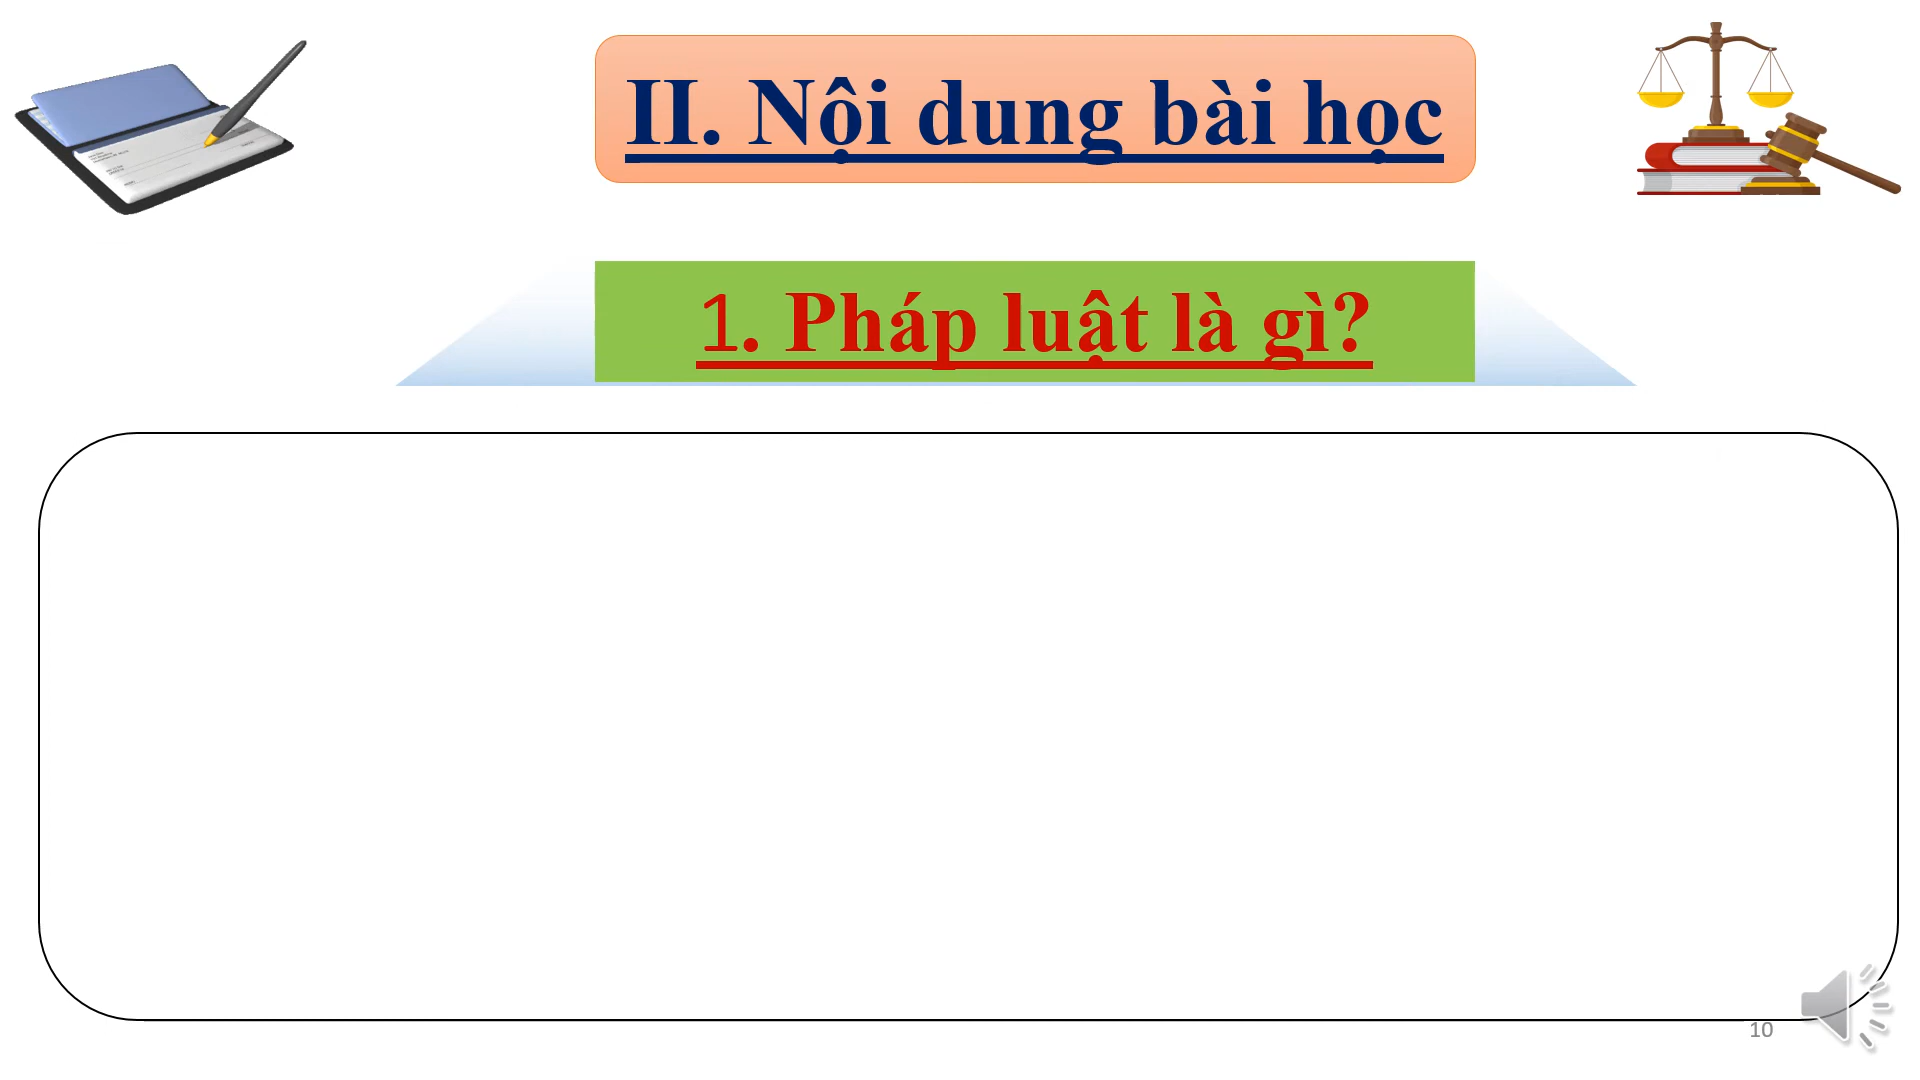 II. Nội dung bài học
1. Pháp luật là gì?
10